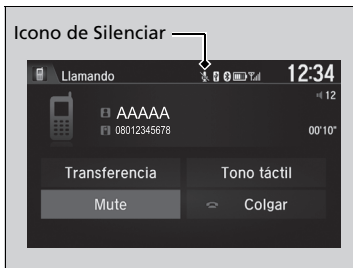 Icono de Silenciar
Llamando 12:34
12
AAAAA
08012345678 00'10"
Transferencia Tono táctil
Mute Colgar